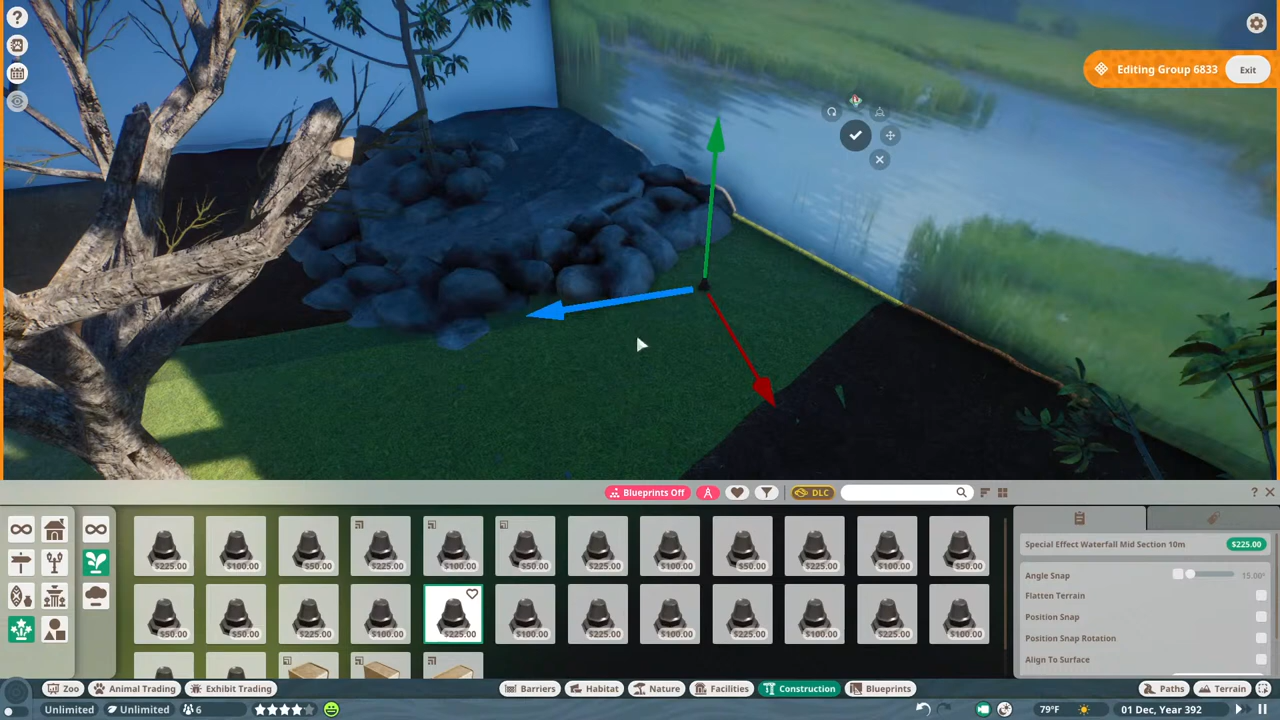 Editing Group 6833
Exit
Blueprints Off
DLC
?
$225.00 $100.00 $50.00 $225.00 $100.00 $50.00 $225.00 $100.00 $50.00 $225.00 $100.00 $50.00
$50.00 $50.00 $225.00 $100.00 $225.00 $100.00 $225.00 $100.00 $225.00 $100.00 $225.00 $100.00
Special Effect Waterfall Mid Section 10m $225.00
Angle Snap 15.00°
Flatten Terrain
Position Snap
Position Snap Rotation
Align To Surface
Zoo Animal Trading Exhibit Trading Barriers Habitat Nature Facilities Construction Blueprints Paths Terrain
Unlimited Unlimited 6 79°F 01 Dec, Year 392